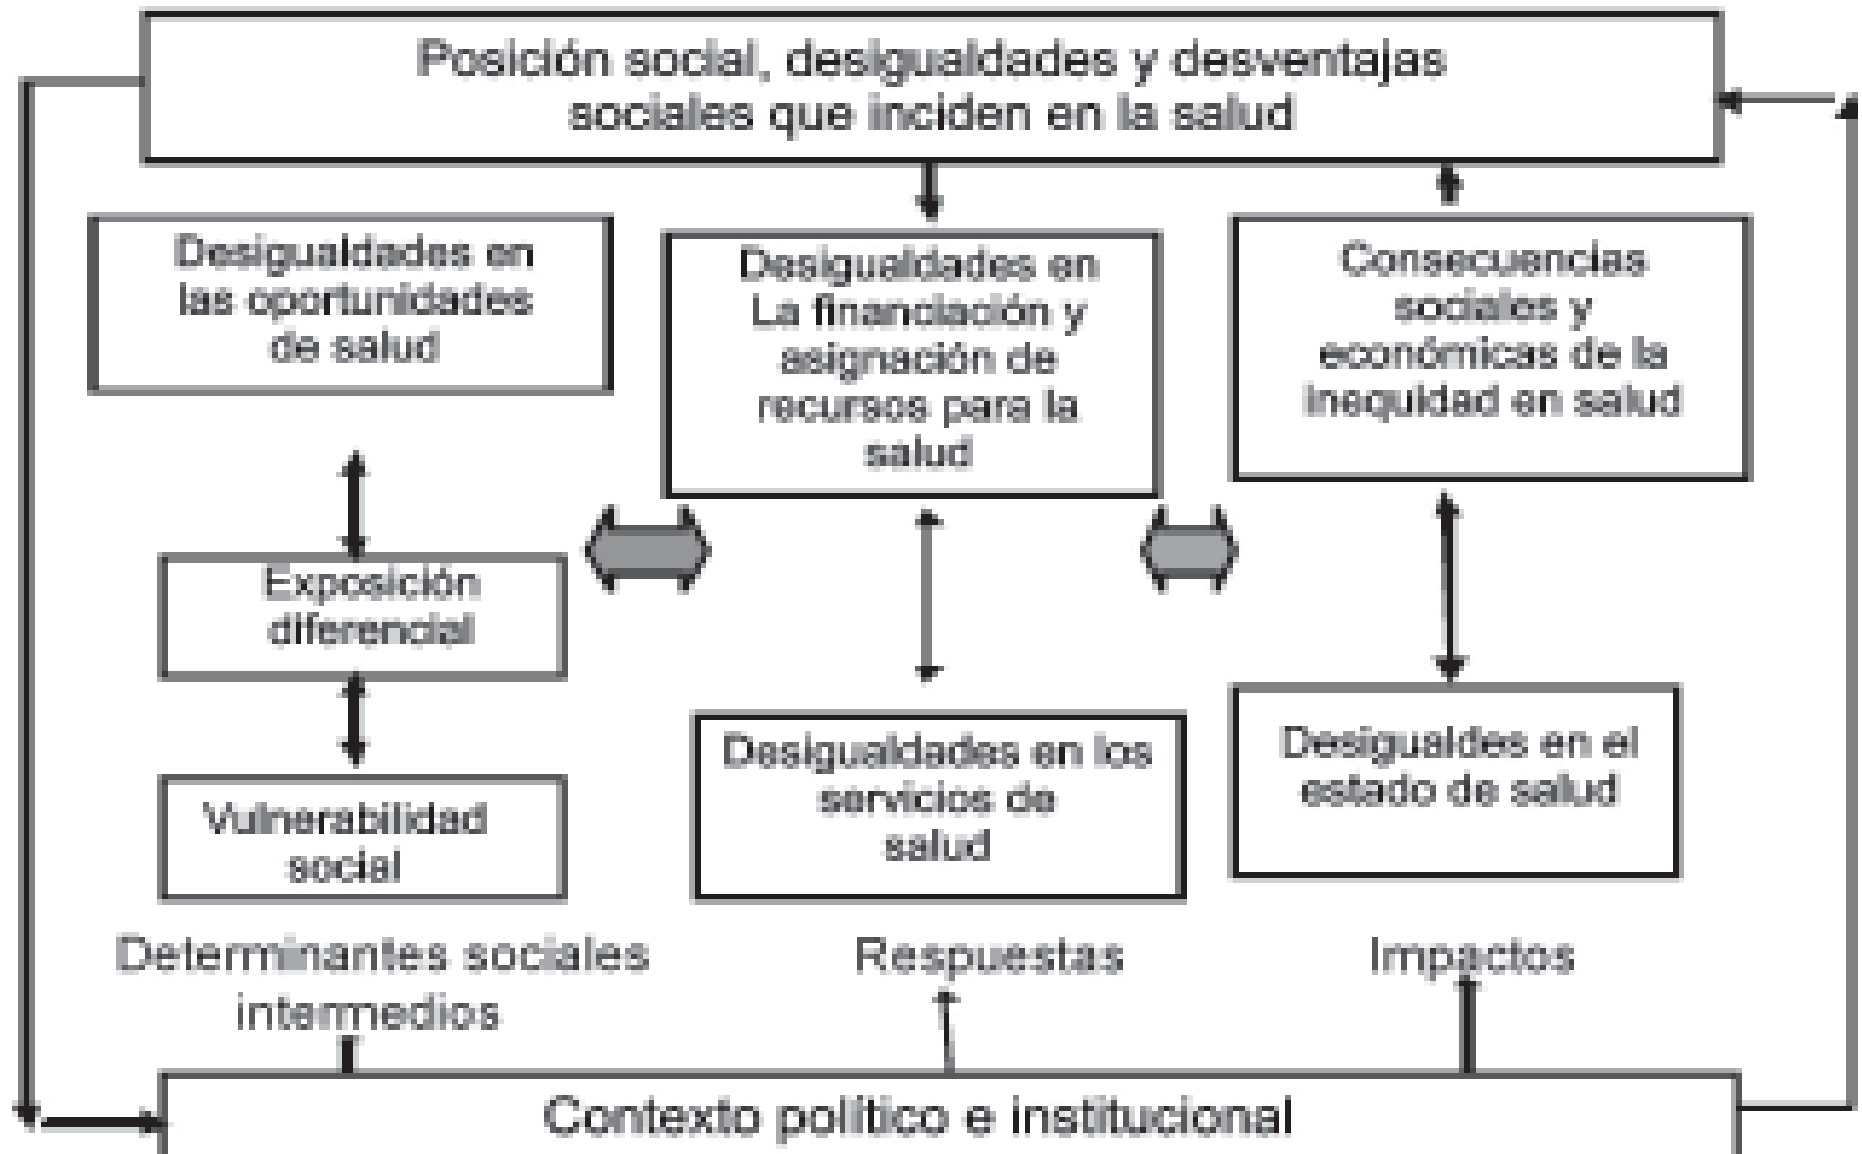 Posición social, desigualdades y desventajas
sociales que inciden en la salud
Desigualdades en
las oportunidades
de salud
Desigualdades en
La financiación y
asignación de
recursos para la
salud
Consecuencias
sociales y
económicas de la
inequidad en salud
Exposición
diferencial
Vulnerabilidad
social
Desigualdades en los
servicios de
salud
Desigualdes en el
estado de salud
Determinantes sociales
intermedios
Respuestas
Impactos
Contexto político e institucional